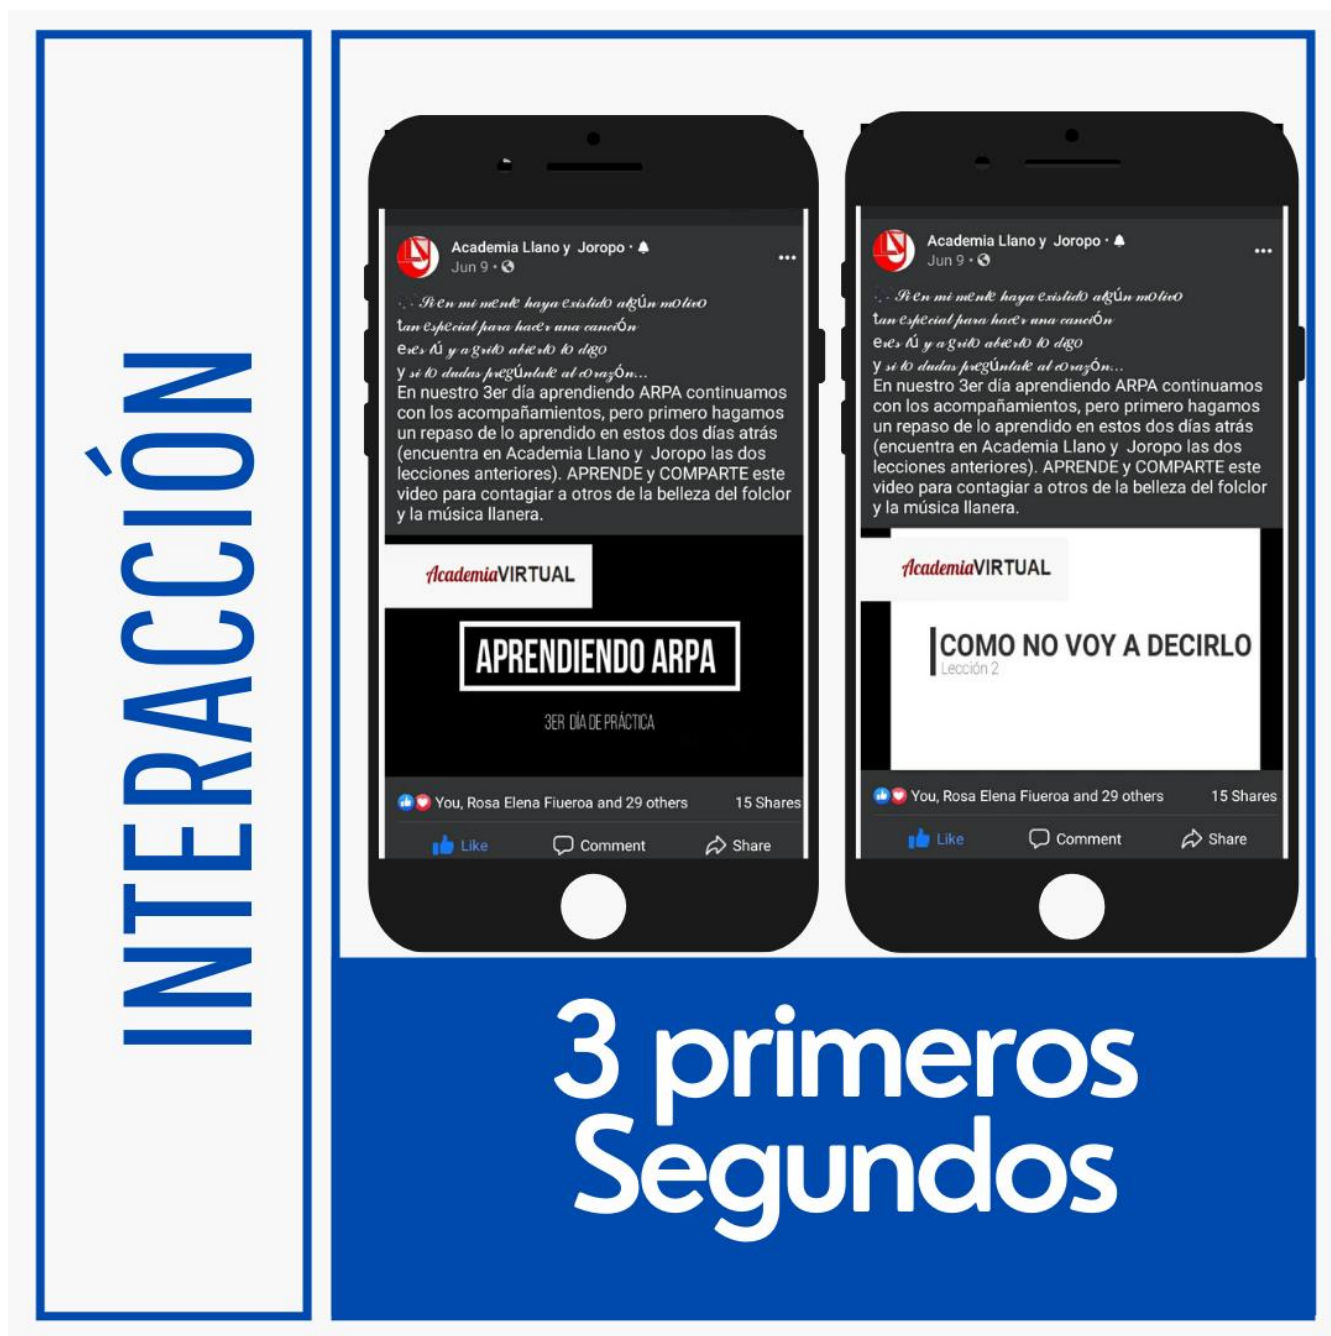 INTERACCIÓN
Academia Llano y Joropo
Jun 9
Si en mi mente haya existido algún motivo
tan especial para hacer una canción
eres tú y a grito abierto lo digo
y si lo dudas pregúntale al corazón...
En nuestro 3er día aprendiendo ARPA continuamos
con los acompañamientos, pero primero hagamos
un repaso de lo aprendido en estos dos días atrás
(encuentra en Academia Llano y Joropo las dos
lecciones anteriores). APRENDE y COMPARTE este
video para contagiar a otros de la belleza del folclor
y la música llanera.
AcademiaVIRTUAL
APRENDIENDO ARPA
3ER DÍA DE PRÁCTICA
You, Rosa Elena Fiueroa and 29 others 15 Shares
Like Comment Share
Academia Llano y Joropo
Jun 9
Si en mi mente haya existido algún motivo
tan especial para hacer una canción
eres tú y a grito abierto lo digo
y si lo dudas pregúntale al corazón...
En nuestro 3er día aprendiendo ARPA continuamos
con los acompañamientos, pero primero hagamos
un repaso de lo aprendido en estos dos días atrás
(encuentra en Academia Llano y Joropo las dos
lecciones anteriores). APRENDE y COMPARTE este
video para contagiar a otros de la belleza del folclor
y la música llanera.
AcademiaVIRTUAL
COMO NO VOY A DECIRLO
Lección 2
You, Rosa Elena Fiueroa and 29 others 15 Shares
Like Comment Share
3 primeros
Segundos